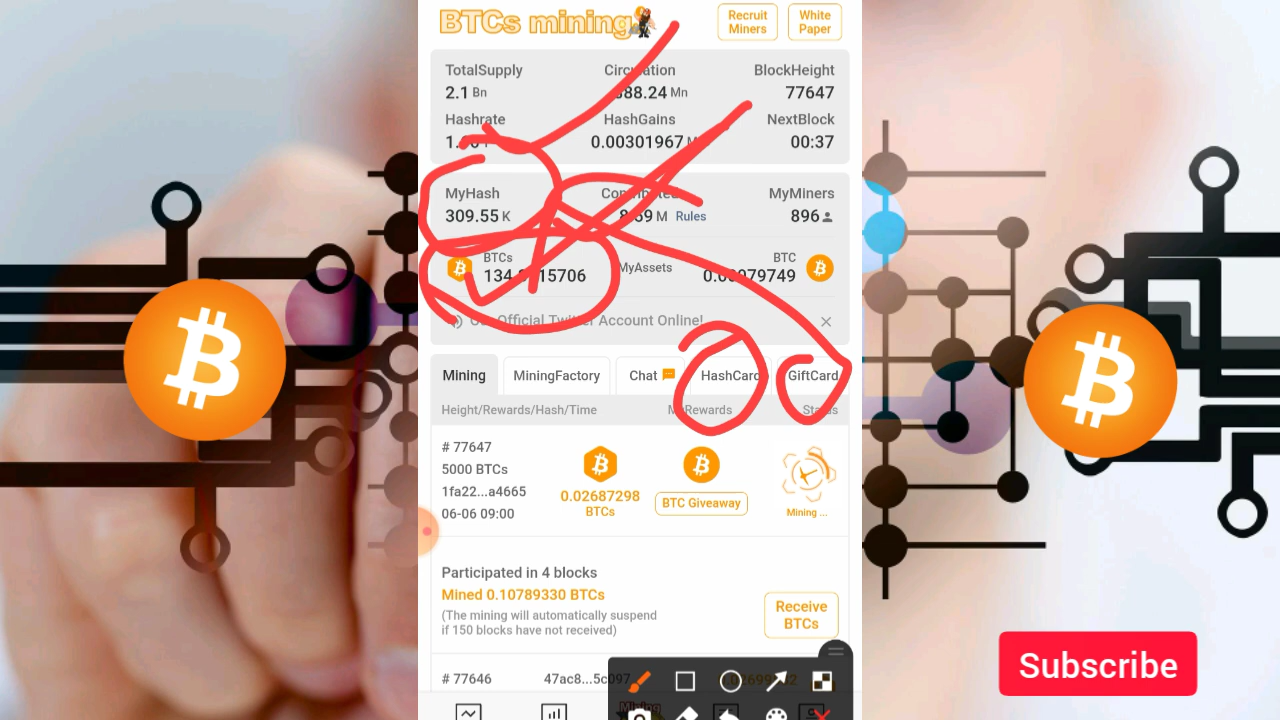 BTCs mining
Recruit Miners
White Paper
TotalSupply
Circulation
BlockHeight
2.1 Bn
Mn
77647
Hashrate
HashGains
NextBlock
0.00301967
00:37
MyHash
Contributed
MyMiners
309.55 K
M Rules
896
BTCs
MyAssets
BTC
Our Official Twitter Account Online!
Mining
MiningFactory
Chat
HashCard
GiftCard
Height/Rewards/Hash/Time
MyRewards
Status
# 77647
5000 BTCs
1fa22...a4665
06-06 09:00
0.02687298
BTCs
BTC Giveaway
Mining ...
Participated in 4 blocks
Mined 0.10789330 BTCs
(The mining will automatically suspend
if 150 blocks have not received)
Receive
BTCs
# 77646
47ac8...5c097
Subscribe